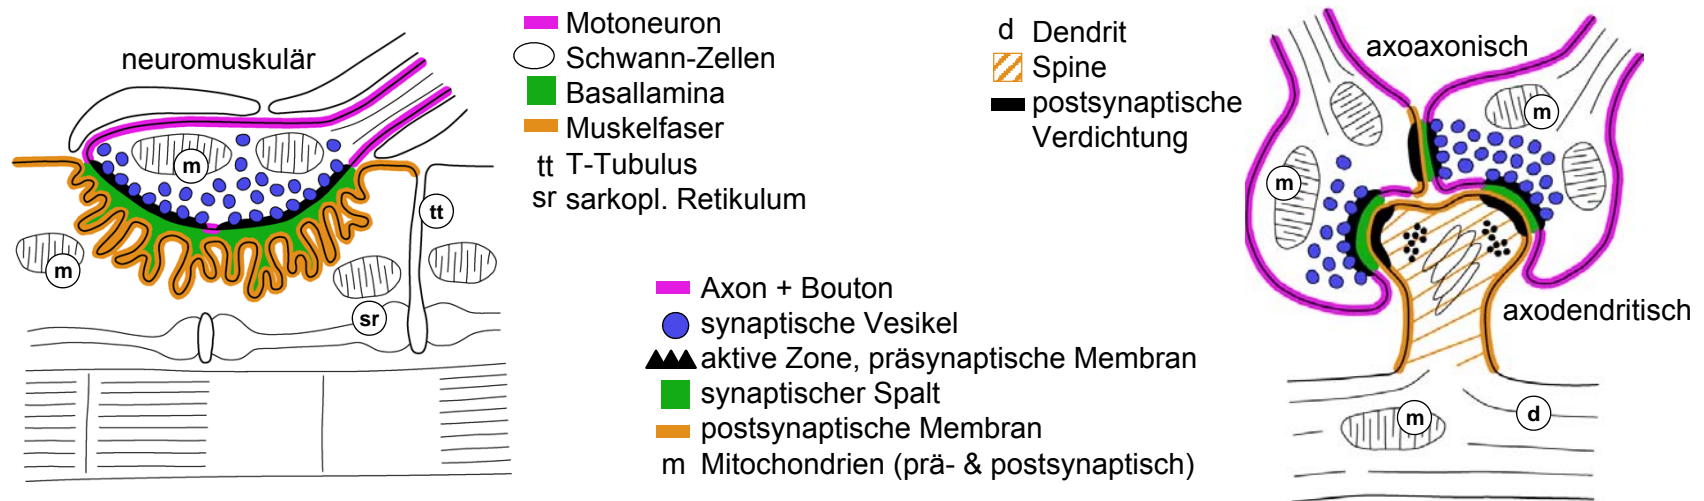 neuromuskulär
m
tt
m
sr
Motoneuron
Schwann-Zellen
Basallamina
Muskelfaser
tt T-Tubulus
sr sarkopl. Retikulum
Axon + Bouton
synaptische Vesikel
aktive Zone, präsynaptische Membran
synaptischer Spalt
postsynaptische Membran
m Mitochondrien (prä- & postsynaptisch)
d Dendrit
Spine
postsynaptische
Verdichtung
axoaxonisch
m
m
axodendritisch
m
d